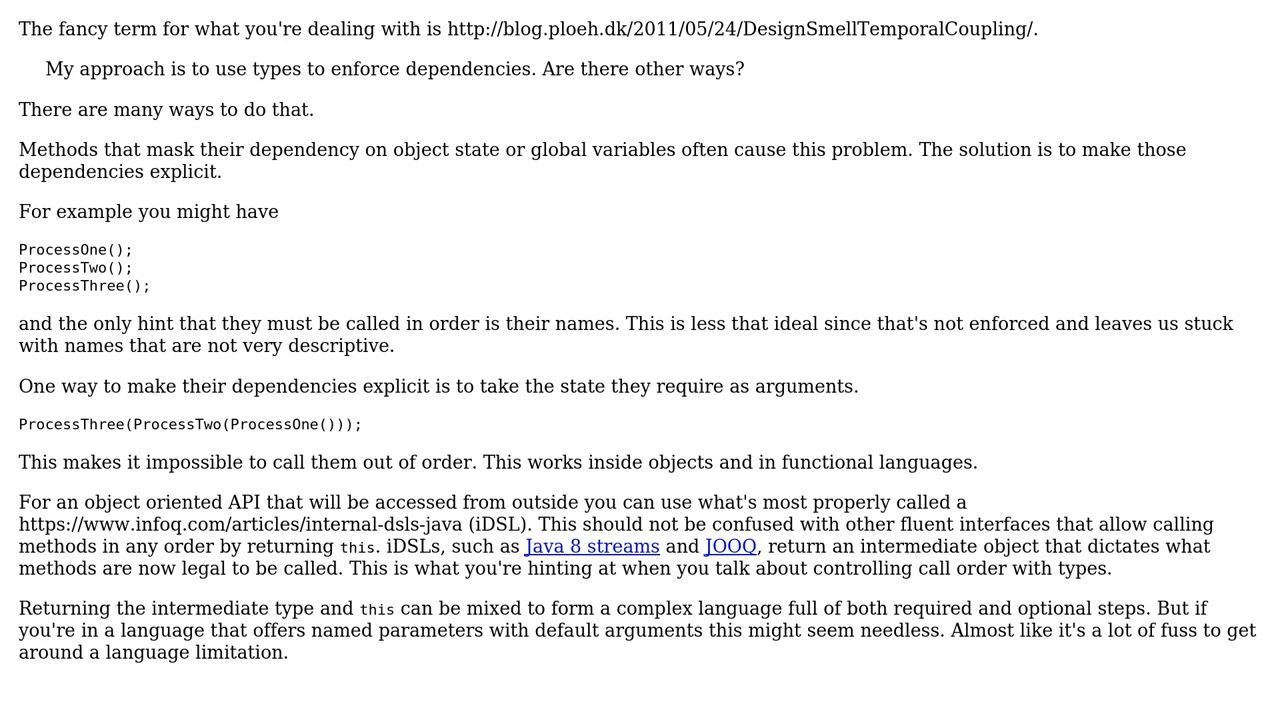 The fancy term for what you're dealing with is http://blog.ploeh.dk/2011/05/24/DesignSmellTemporalCoupling/.
My approach is to use types to enforce dependencies. Are there other ways?
There are many ways to do that.
Methods that mask their dependency on object state or global variables often cause this problem. The solution is to make those
dependencies explicit.
For example you might have
ProcessOne();
ProcessTwo();
ProcessThree();
and the only hint that they must be called in order is their names. This is less that ideal since that's not enforced and leaves us stuck
with names that are not very descriptive.
One way to make their dependencies explicit is to take the state they require as arguments.
ProcessThree(ProcessTwo(ProcessOne()));
This makes it impossible to call them out of order. This works inside objects and in functional languages.
For an object oriented API that will be accessed from outside you can use what's most properly called a
https://www.infoq.com/articles/internal-dsls-java (iDSL). This should not be confused with other fluent interfaces that allow calling
methods in any order by returning this. iDSLs, such as Java 8 streams and JOOQ, return an intermediate object that dictates what
methods are now legal to be called. This is what you're hinting at when you talk about controlling call order with types.
Returning the intermediate type and this can be mixed to form a complex language full of both required and optional steps. But if
you're in a language that offers named parameters with default arguments this might seem needless. Almost like it's a lot of fuss to get
around a language limitation.